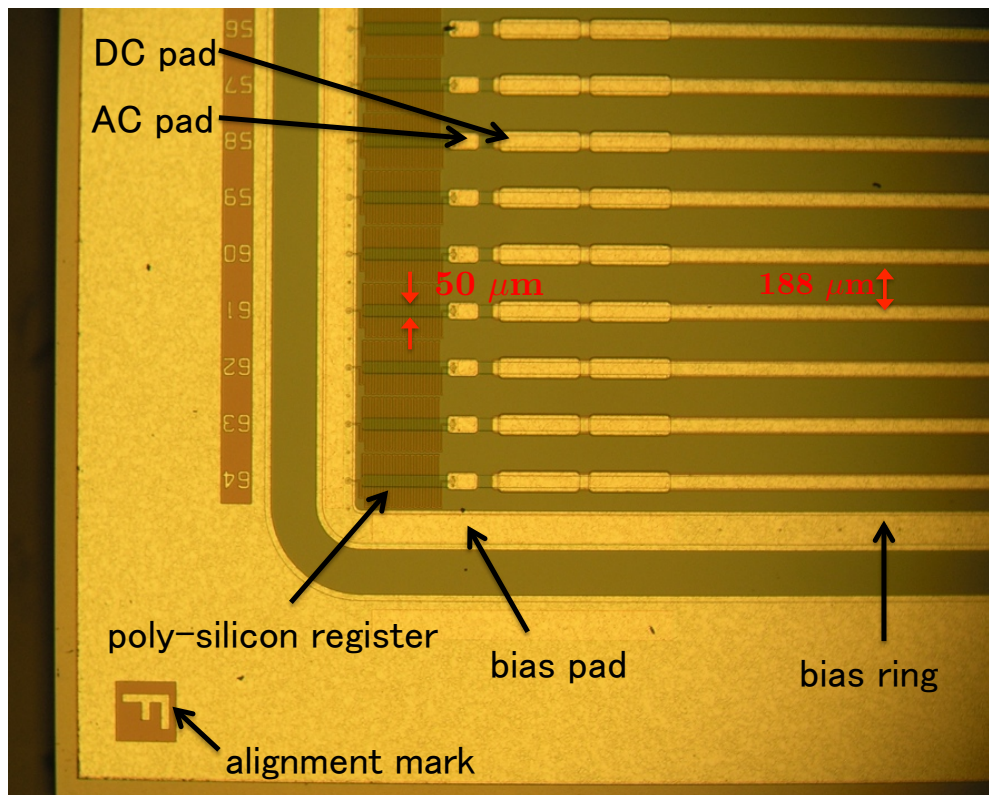 56
DC pad
57
AC pad
58
59
60
50 μm
188 μm
61
62
63
64
poly-silicon register
bias pad
bias ring
F
alignment mark